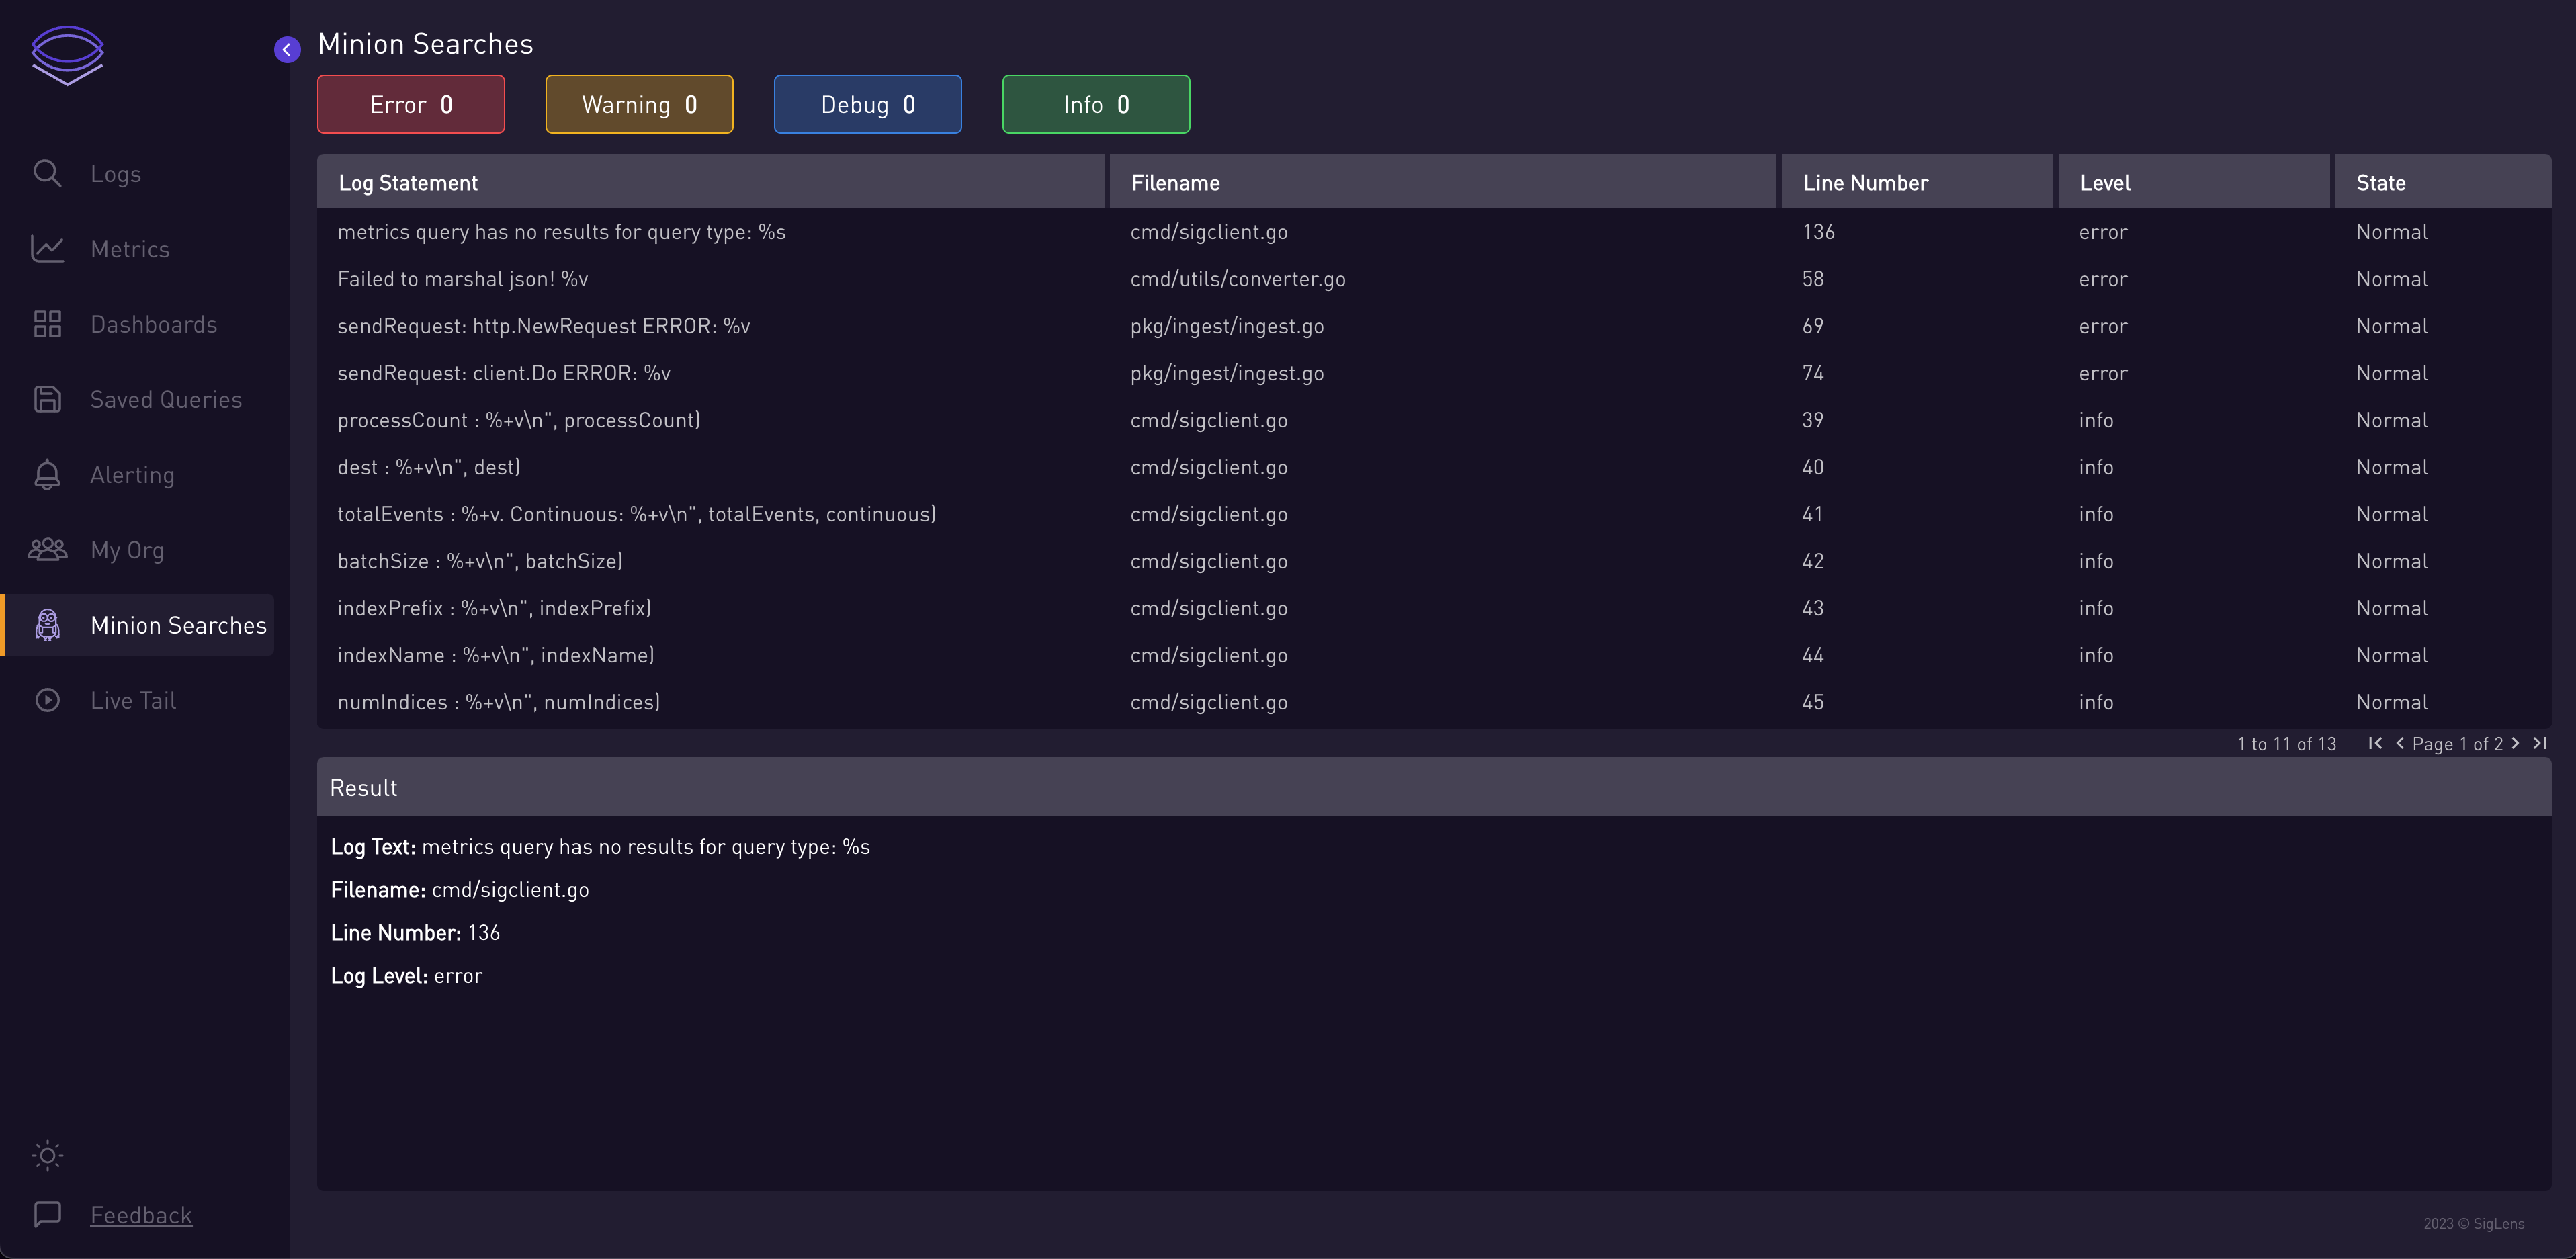 Minion Searches
Error 0
Warning 0
Debug 0
Info 0
Logs
Metrics
Dashboards
Saved Queries
Alerting
My Org
Minion Searches
Live Tail
Feedback
Log Statement Filename Line Number Level State
metrics query has no results for query type: %s cmd/sigclient.go 136 error Normal
Failed to marshal json! %v cmd/utils/converter.go 58 error Normal
sendRequest: http.NewRequest ERROR: %v pkg/ingest/ingest.go 69 error Normal
sendRequest: client.Do ERROR: %v pkg/ingest/ingest.go 74 error Normal
processCount : %+v\n", processCount) cmd/sigclient.go 39 info Normal
dest : %+v\n", dest) cmd/sigclient.go 40 info Normal
totalEvents : %+v. Continuous: %+v\n", totalEvents, continuous) cmd/sigclient.go 41 info Normal
batchSize : %+v\n", batchSize) cmd/sigclient.go 42 info Normal
indexPrefix : %+v\n", indexPrefix) cmd/sigclient.go 43 info Normal
indexName : %+v\n", indexName) cmd/sigclient.go 44 info Normal
numIndices : %+v\n", numIndices) cmd/sigclient.go 45 info Normal
1 to 11 of 13 Page 1 of 2
Result
Log Text: metrics query has no results for query type: %s
Filename: cmd/sigclient.go
Line Number: 136
Log Level: error
2023 © SigLens